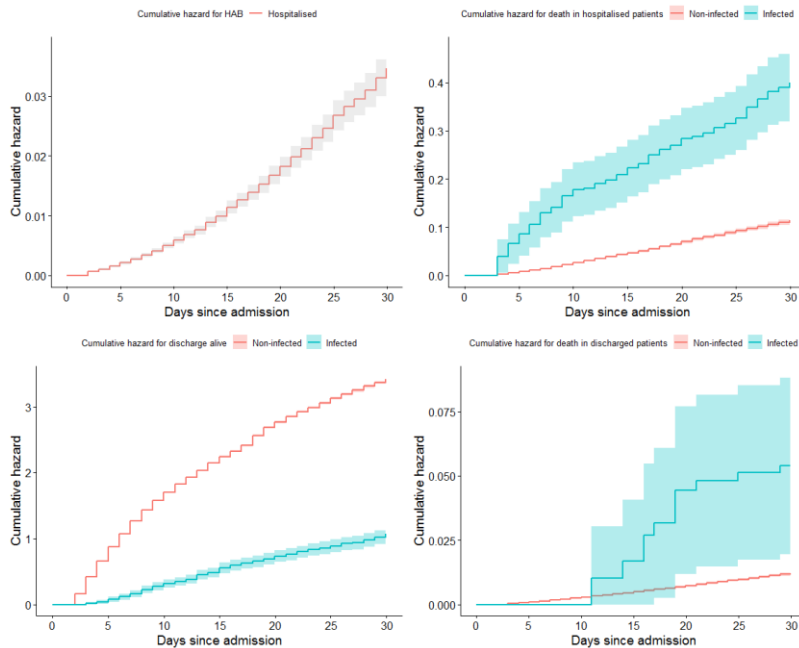 Cumulative hazard for HAB Hospitalised
Cumulative hazard
0.03
0.02
0.01
0.00
0 5 10 15 20 25 30
Days since admission
Cumulative hazard for death in hospitalised patients Non-infected Infected
Cumulative hazard
0.4
0.3
0.2
0.1
0.0
0 5 10 15 20 25 30
Days since admission
Cumulative hazard for discharge alive Non-infected Infected
Cumulative hazard
3
2
1
0
0 5 10 15 20 25 30
Days since admission
Cumulative hazard for death in discharged patients Non-infected Infected
Cumulative hazard
0.075
0.050
0.025
0.000
0 5 10 15 20 25 30
Days since admission